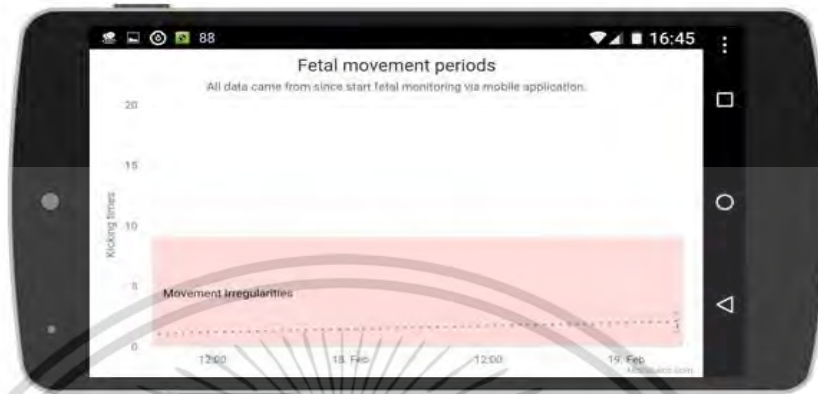 88 16:45
Fetal movement periods
All data came from since start fetal monitoring via mobile application.
20
15
10
5
0
Kicking times
Movement Irregularities
12:00 18. Feb 12:00 19. Feb